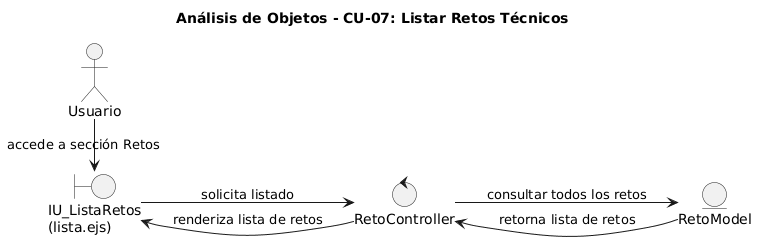 Análisis de Objetos - CU-07: Listar Retos Técnicos
Usuario
accede a sección Retos
IU_ListaRetos
(lista.ejs)
solicita listado
renderiza lista de retos
RetoController
consultar todos los retos
retorna lista de retos
RetoModel